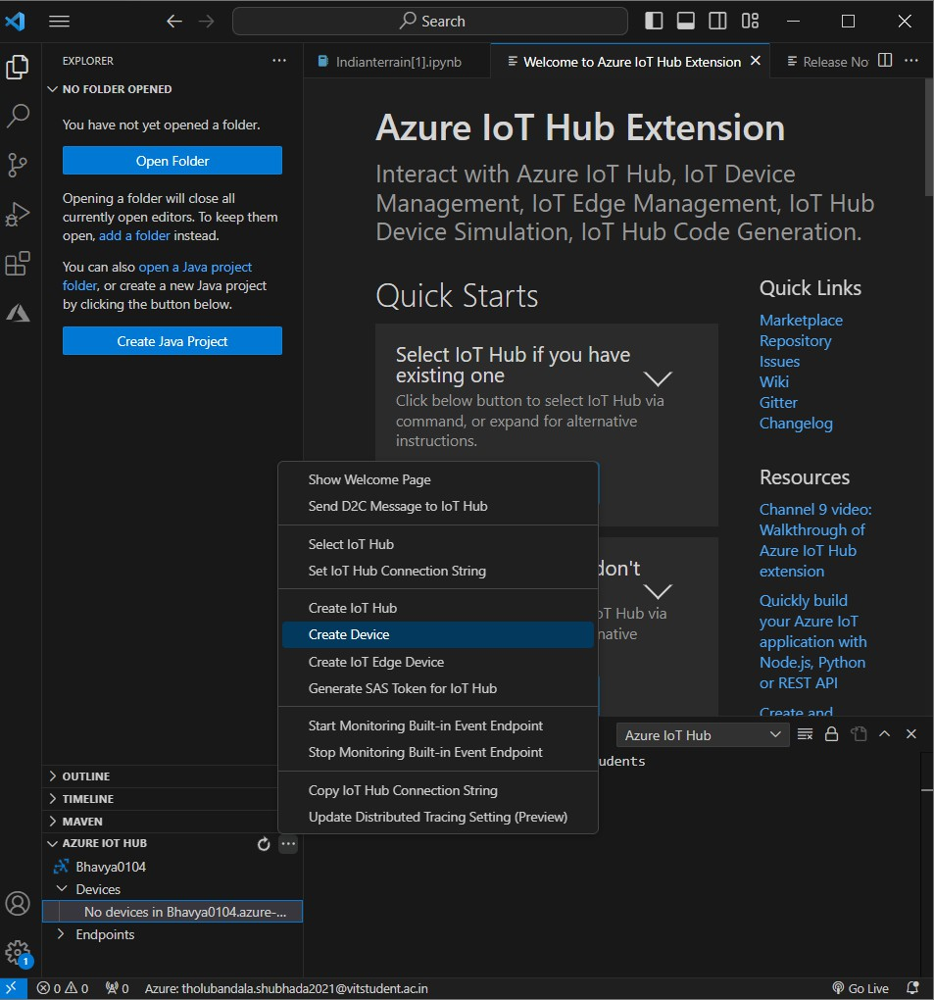 Search
EXPLORER
NO FOLDER OPENED
You have not yet opened a folder.
Open Folder
Opening a folder will close all
currently open editors. To keep them
open, add a folder instead.
You can also open a Java project
folder, or create a new Java project
by clicking the button below.
Create Java Project
OUTLINE
TIMELINE
MAVEN
AZURE IOT HUB
Bhavya0104
Devices
No devices in Bhavya0104.azure-...
Endpoints
Indianterrain[1].ipynb
Welcome to Azure IoT Hub Extension
Release No
Azure IoT Hub Extension
Interact with Azure IoT Hub, IoT Device
Management, IoT Edge Management, IoT Hub
Device Simulation, IoT Hub Code Generation.
Quick Starts
Select IoT Hub if you have
existing one
Click below button to select IoT Hub via
command, or expand for alternative
instructions.
don't
oT Hub via
native
Quick Links
Marketplace
Repository
Issues
Wiki
Gitter
Changelog
Resources
Channel 9 video:
Walkthrough of
Azure IoT Hub
extension
Quickly build
your Azure IoT
application with
Node.js, Python
or REST API
Create and
Show Welcome Page
Send D2C Message to IoT Hub
Select IoT Hub
Set IoT Hub Connection String
Create IoT Hub
Create Device
Create IoT Edge Device
Generate SAS Token for IoT Hub
Start Monitoring Built-in Event Endpoint
Stop Monitoring Built-in Event Endpoint
Copy IoT Hub Connection String
Update Distributed Tracing Setting (Preview)
Azure IoT Hub
udents
1
0 0 0 Azure: tholubandala.shubhada2021@vitstudent.ac.in Go Live